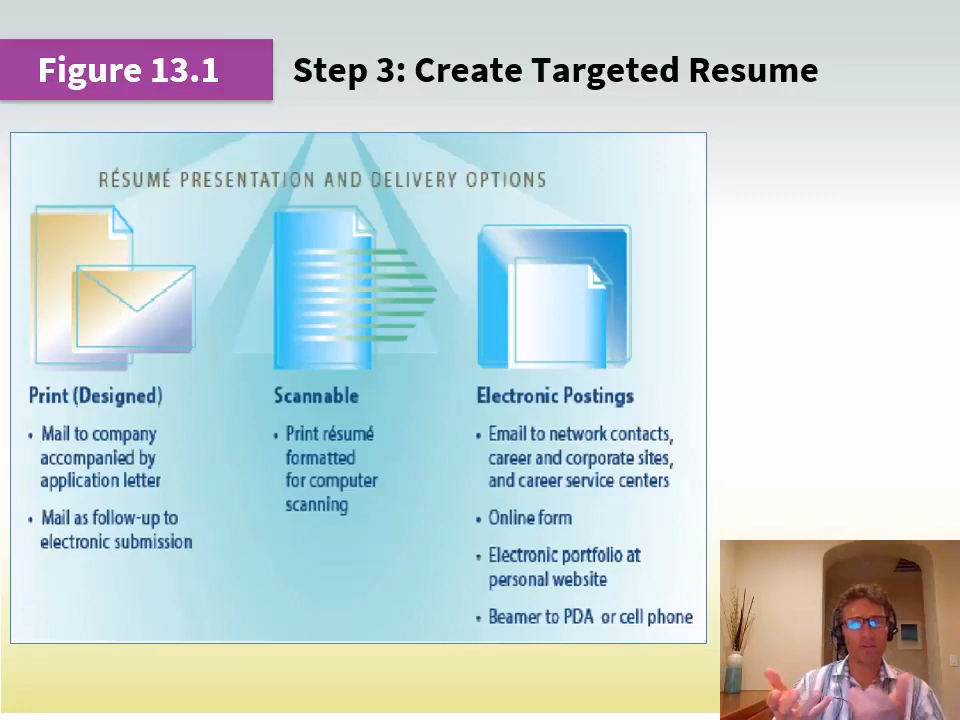 Figure 13.1
Step 3: Create Targeted Resume
RÉSUMÉ PRESENTATION AND DELIVERY OPTIONS
Print (Designed)
• Mail to company
accompanied by
application letter
• Mail as follow-up to
electronic submission
Scannable
• Print résumé
formatted
for computer
scanning
Electronic Postings
• Email to network contacts,
career and corporate sites,
and career service centers
• Online form
• Electronic portfolio at
personal website
• Beamer to PDA or cell phone